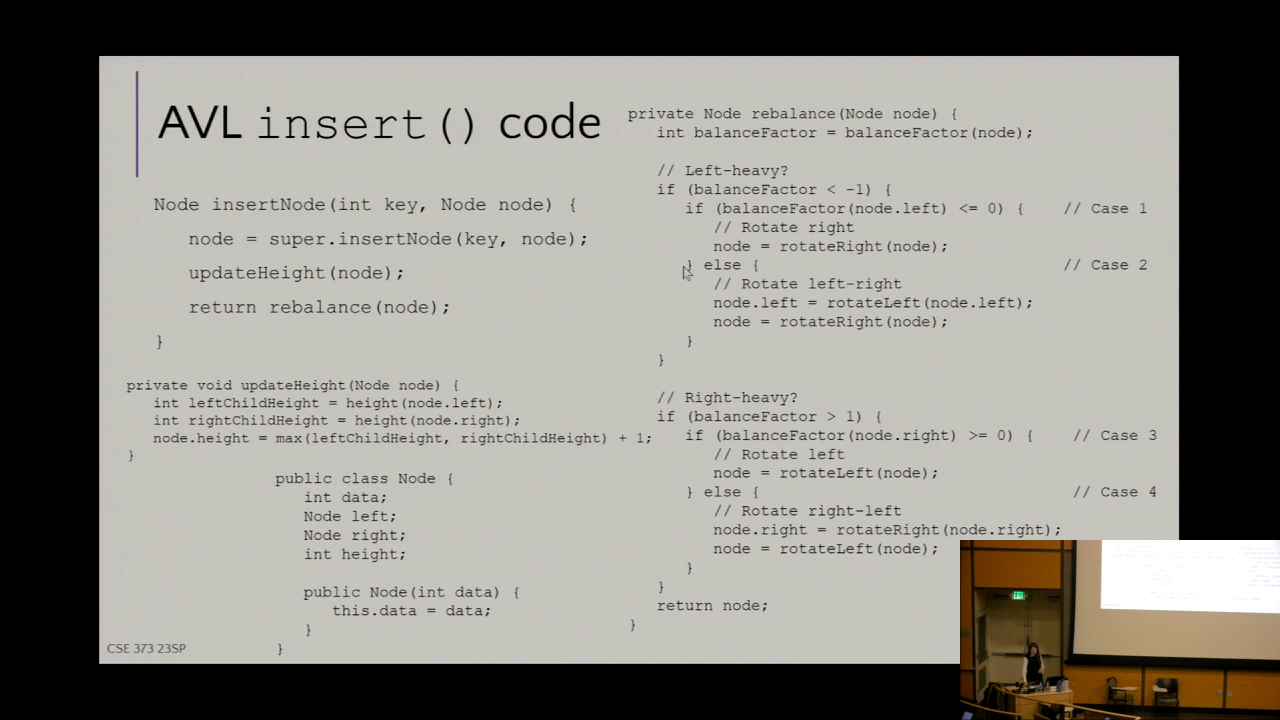 AVL insert() code
Node insertNode(int key, Node node) {
node = super.insertNode(key, node);
updateHeight(node);
return rebalance(node);
}
private void updateHeight(Node node) {
int leftChildHeight = height(node.left);
int rightChildHeight = height(node.right);
node.height = max(leftChildHeight, rightChildHeight) + 1;
}
public class Node {
int data;
Node left;
Node right;
int height;
public Node(int data) {
this.data = data;
}
}
CSE 373 23SP
private Node rebalance(Node node) {
int balanceFactor = balanceFactor(node);
// Left-heavy?
if (balanceFactor < -1) {
if (balanceFactor(node.left) <= 0) { // Case 1
// Rotate right
node = rotateRight(node);
} else { // Case 2
// Rotate left-right
node.left = rotateLeft(node.left);
node = rotateRight(node);
}
}
// Right-heavy?
if (balanceFactor > 1) {
if (balanceFactor(node.right) >= 0) { // Case 3
// Rotate left
node = rotateLeft(node);
} else { // Case 4
// Rotate right-left
node.right = rotateRight(node.right);
node = rotateLeft(node);
}
}
return node;
}